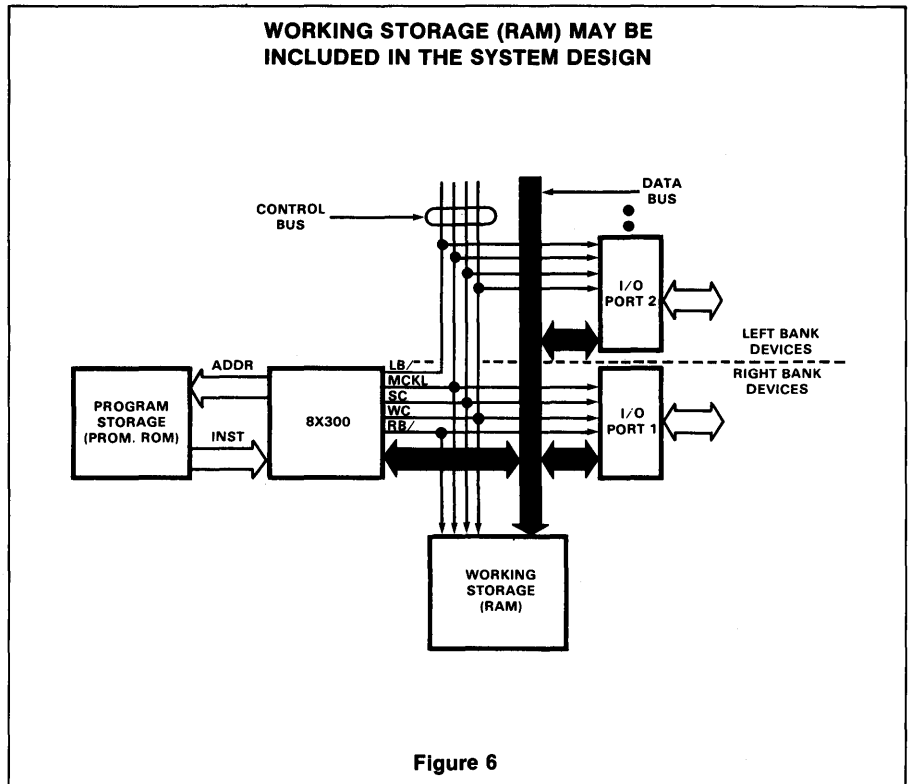 WORKING STORAGE (RAM) MAY BE
INCLUDED IN THE SYSTEM DESIGN
DATA
BUS
CONTROL
BUS
I/O
PORT 2
LEFT BANK
DEVICES
RIGHT BANK
DEVICES
ADDR
INST
PROGRAM
STORAGE
(PROM. ROM)
8X300
LB/
MCKL
SC
WC
RB/
I/O
PORT 1
WORKING
STORAGE
(RAM)
Figure 6